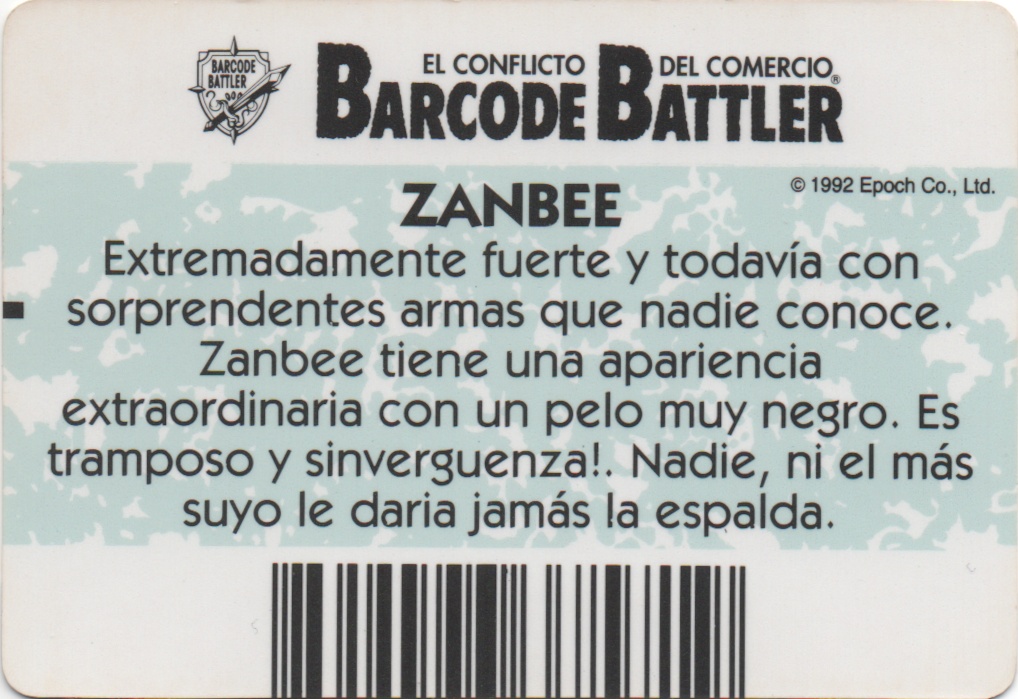 BARCODE
BATTLER
EL CONFLICTO DEL COMERCIO
BARCODE BATTLER®
© 1992 Epoch Co., Ltd.
ZANBEE
Extremadamente fuerte y todavía con
sorprendentes armas que nadie conoce.
Zanbee tiene una apariencia
extraordinaria con un pelo muy negro. Es
tramposo y sinverguenza!. Nadie, ni el más
suyo le daria jamás la espalda.